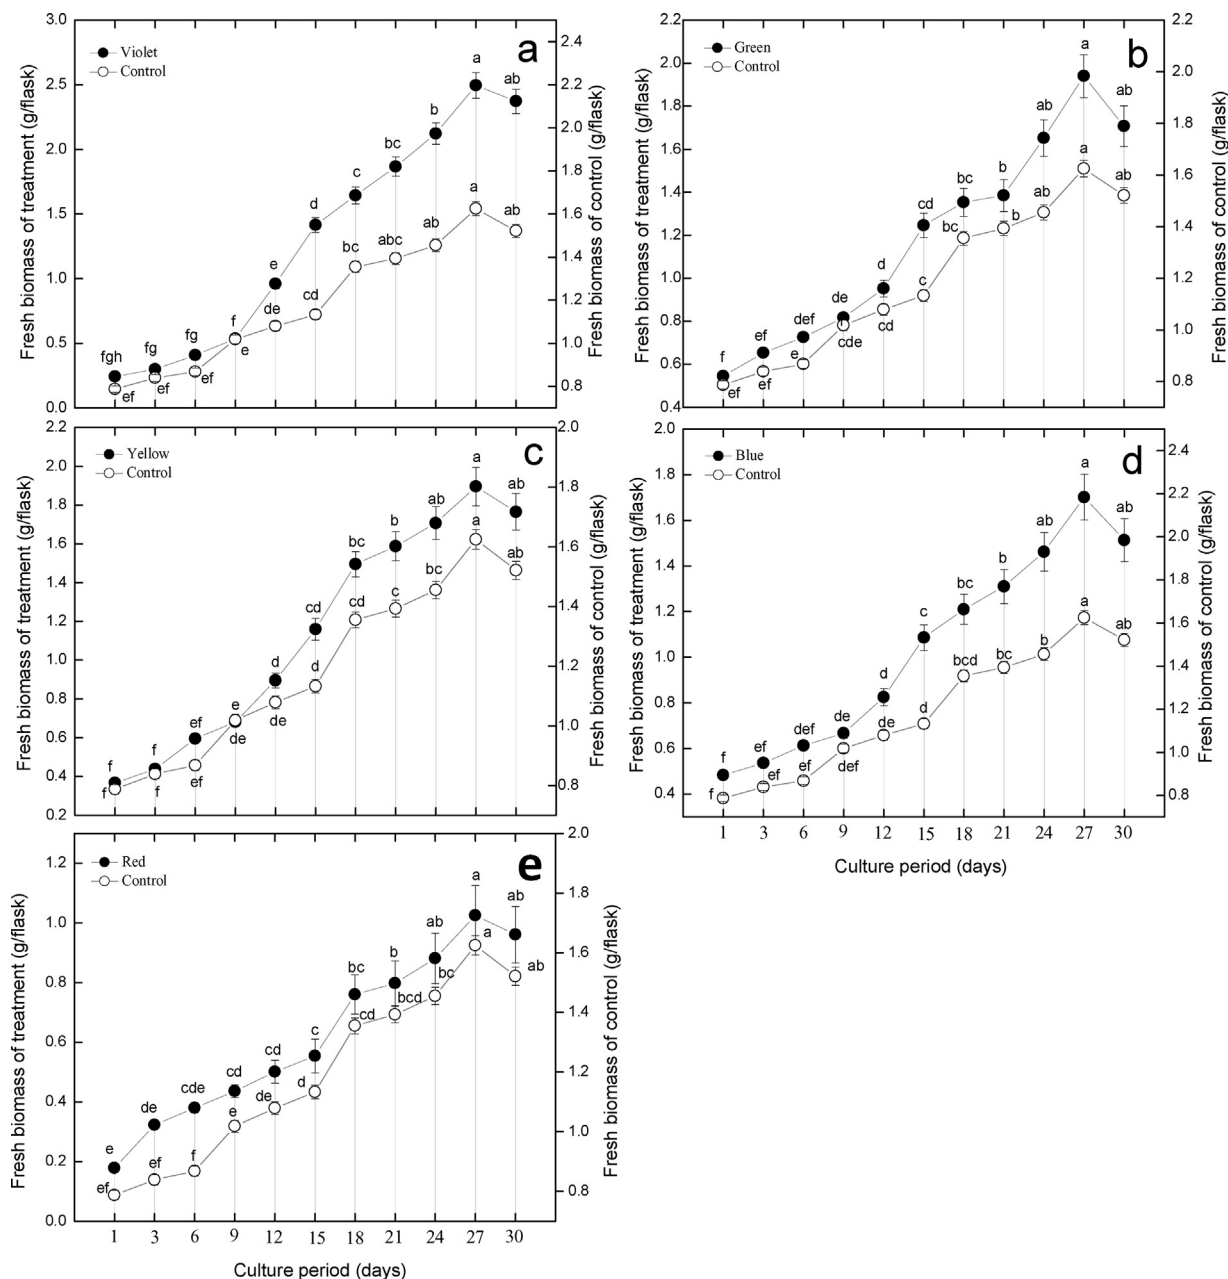 a
Violet
Control
Fresh biomass of treatment (g/flask)
3.0
2.5
2.0
1.5
1.0
0.5
0.0
Fresh biomass of control (g/flask)
2.4
2.2
2.0
1.8
1.6
1.4
1.2
1.0
0.8
fgh fg fg f e d c bc b a ab
ef ef ef e de cd bc abc ab a ab
b
Green
Control
Fresh biomass of treatment (g/flask)
2.2
2.0
1.8
1.6
1.4
1.2
1.0
0.8
0.6
0.4
Fresh biomass of control (g/flask)
2.2
2.0
1.8
1.6
1.4
1.2
1.0
0.8
f ef def de d cd bc b ab a ab
ef ef e cde cd c bc b ab a ab
c
Yellow
Control
Fresh biomass of treatment (g/flask)
2.2
2.0
1.8
1.6
1.4
1.2
1.0
0.8
0.6
0.4
0.2
Fresh biomass of control (g/flask)
2.0
1.8
1.6
1.4
1.2
1.0
0.8
f f ef e d cd bc b ab a ab
f f ef de de d cd c bc a ab
d
Blue
Control
Fresh biomass of treatment (g/flask)
2.0
1.8
1.6
1.4
1.2
1.0
0.8
0.6
0.4
Fresh biomass of control (g/flask)
2.4
2.2
2.0
1.8
1.6
1.4
1.2
1.0
0.8
f ef def de d c bc b ab a ab
f ef ef def de d bcd bc b a ab
1 3 6 9 12 15 18 21 24 27 30
Culture period (days)
e
Red
Control
Fresh biomass of treatment (g/flask)
1.2
1.0
0.8
0.6
0.4
0.2
0.0
Fresh biomass of control (g/flask)
2.0
1.8
1.6
1.4
1.2
1.0
0.8
e de cde cd cd c bc b ab a ab
ef ef f e de d cd bcd bc a ab
1 3 6 9 12 15 18 21 24 27 30
Culture period (days)